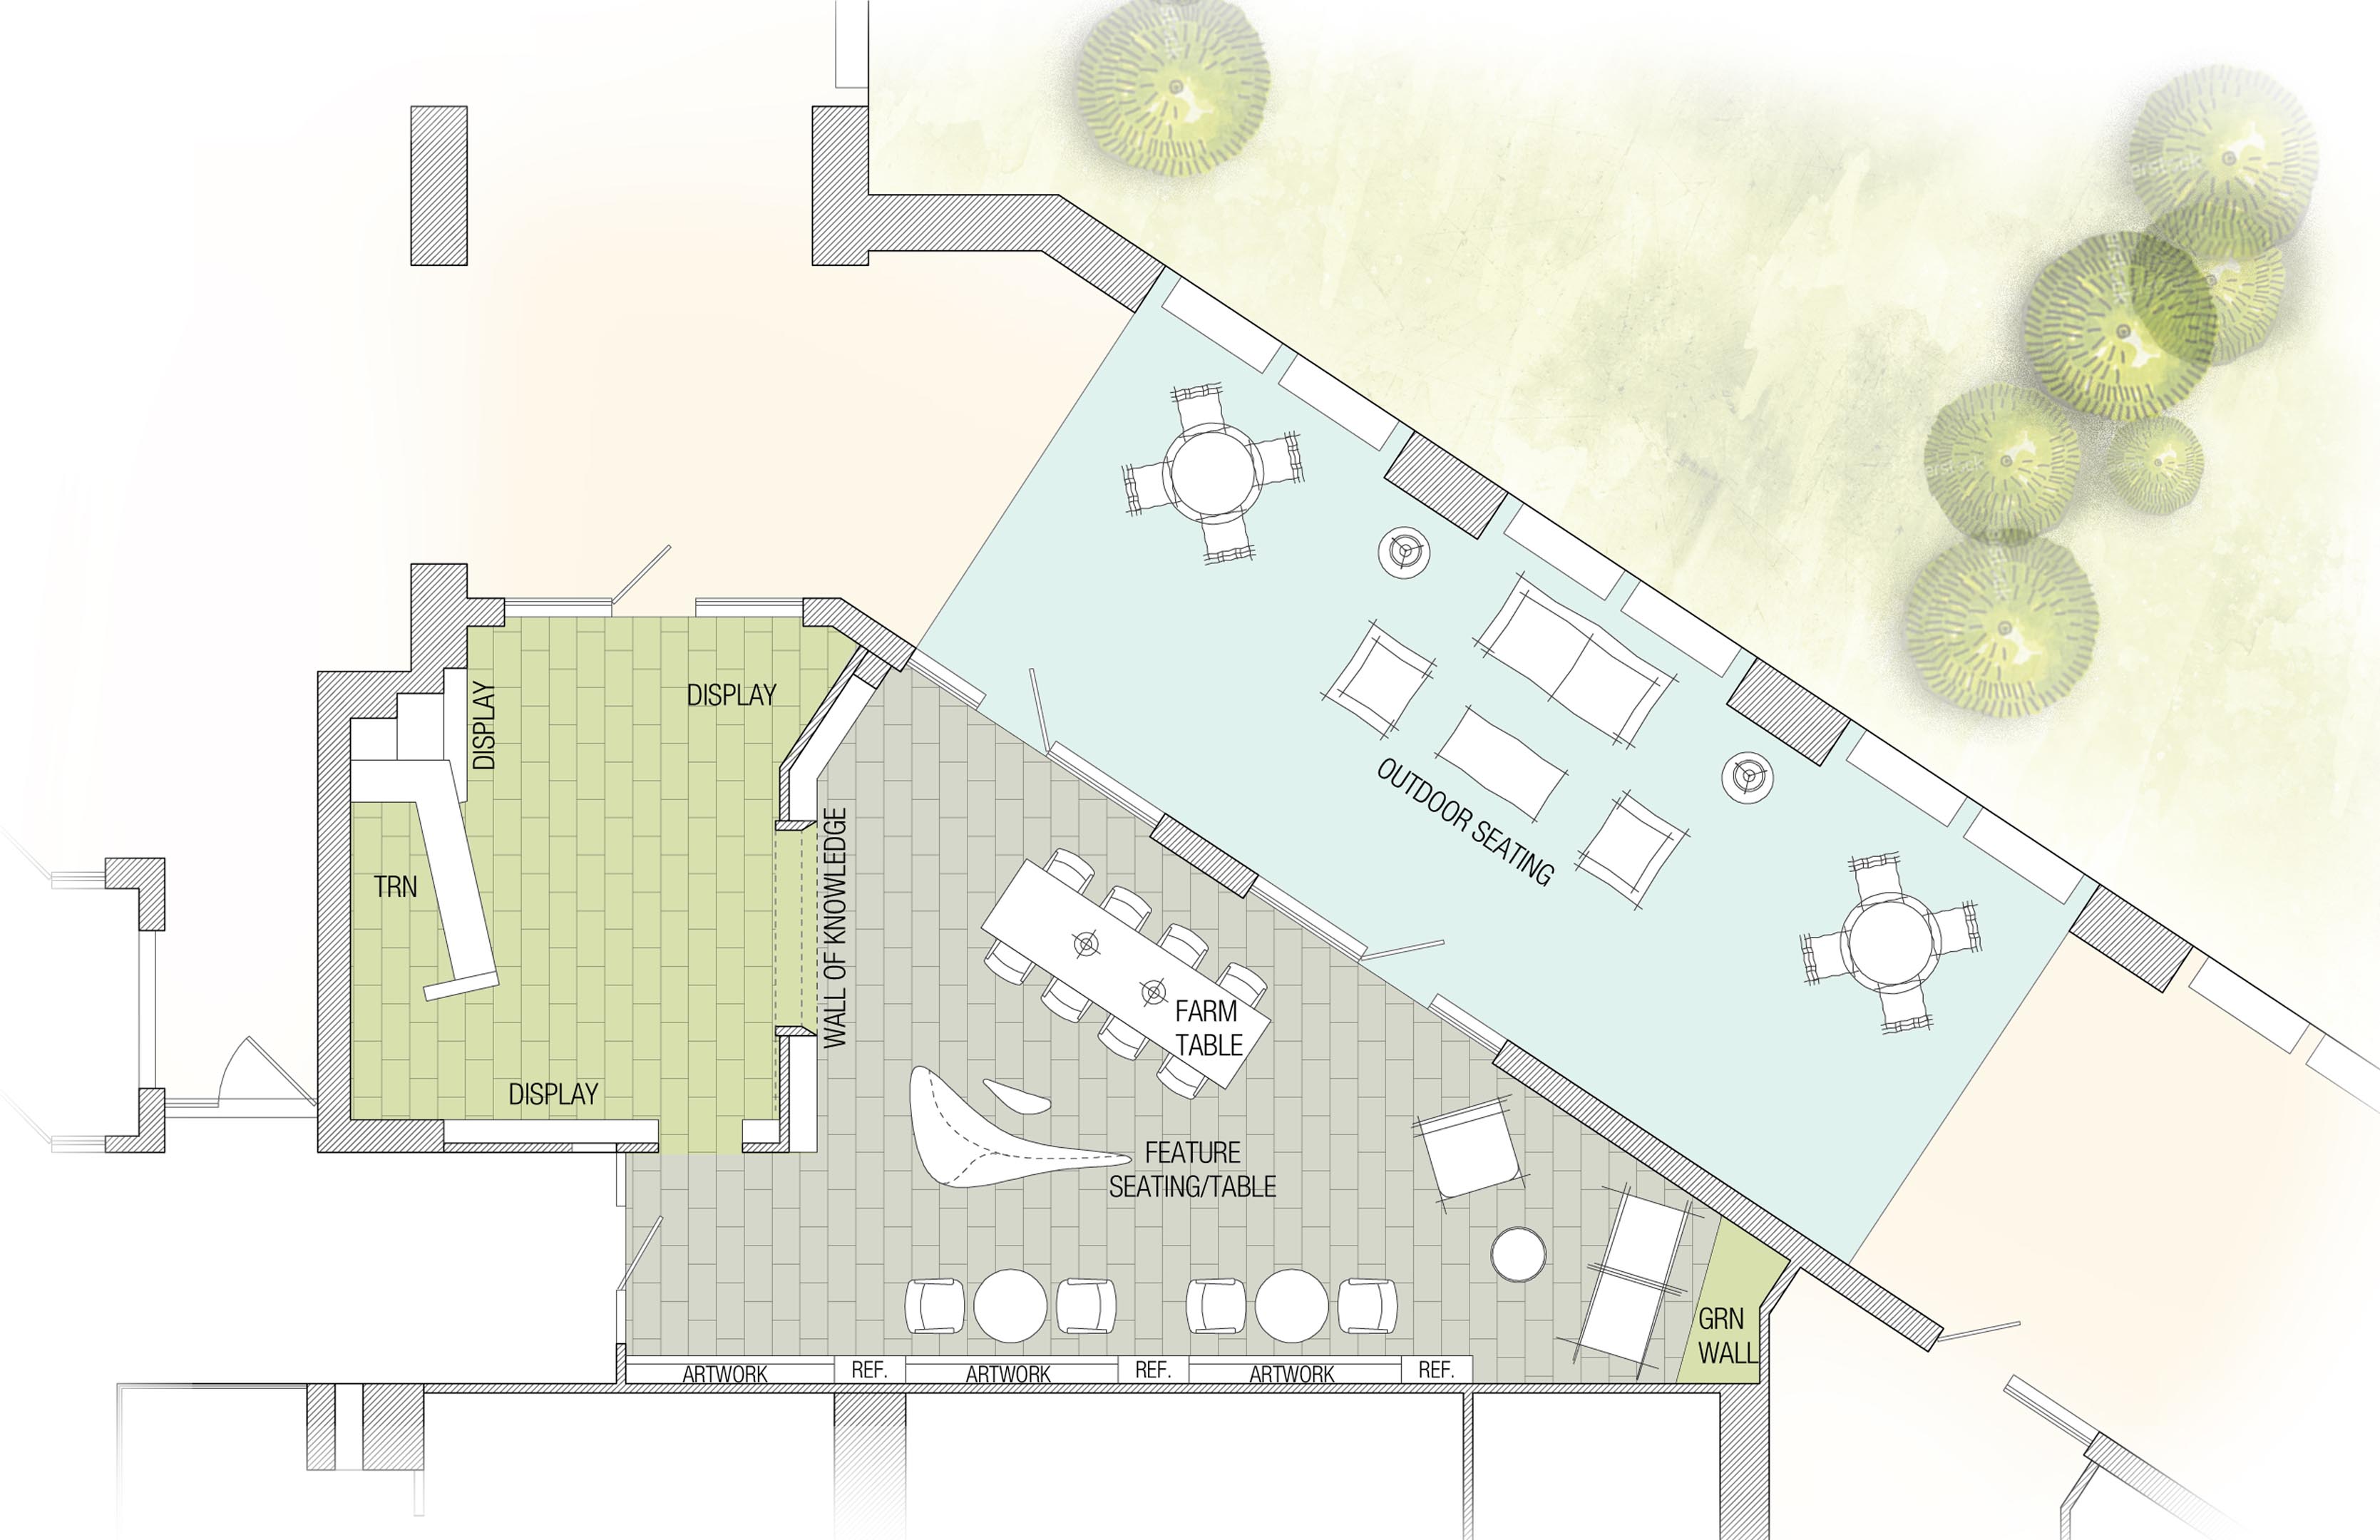 DISPLAY
DISPLAY
TRN
DISPLAY
WALL OF KNOWLEDGE
OUTDOOR SEATING
FARM
TABLE
FEATURE
SEATING/TABLE
GRN
WALL
ARTWORK
REF.
ARTWORK
REF.
ARTWORK
REF.